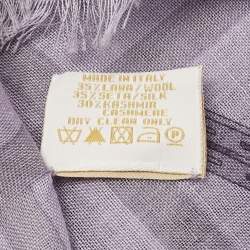 MADE IN ITALY
35% LANA/WOOL
35% SETA/SILK
30% KASHMIR
CASHMERE
DRY CLEAN ONLY
P